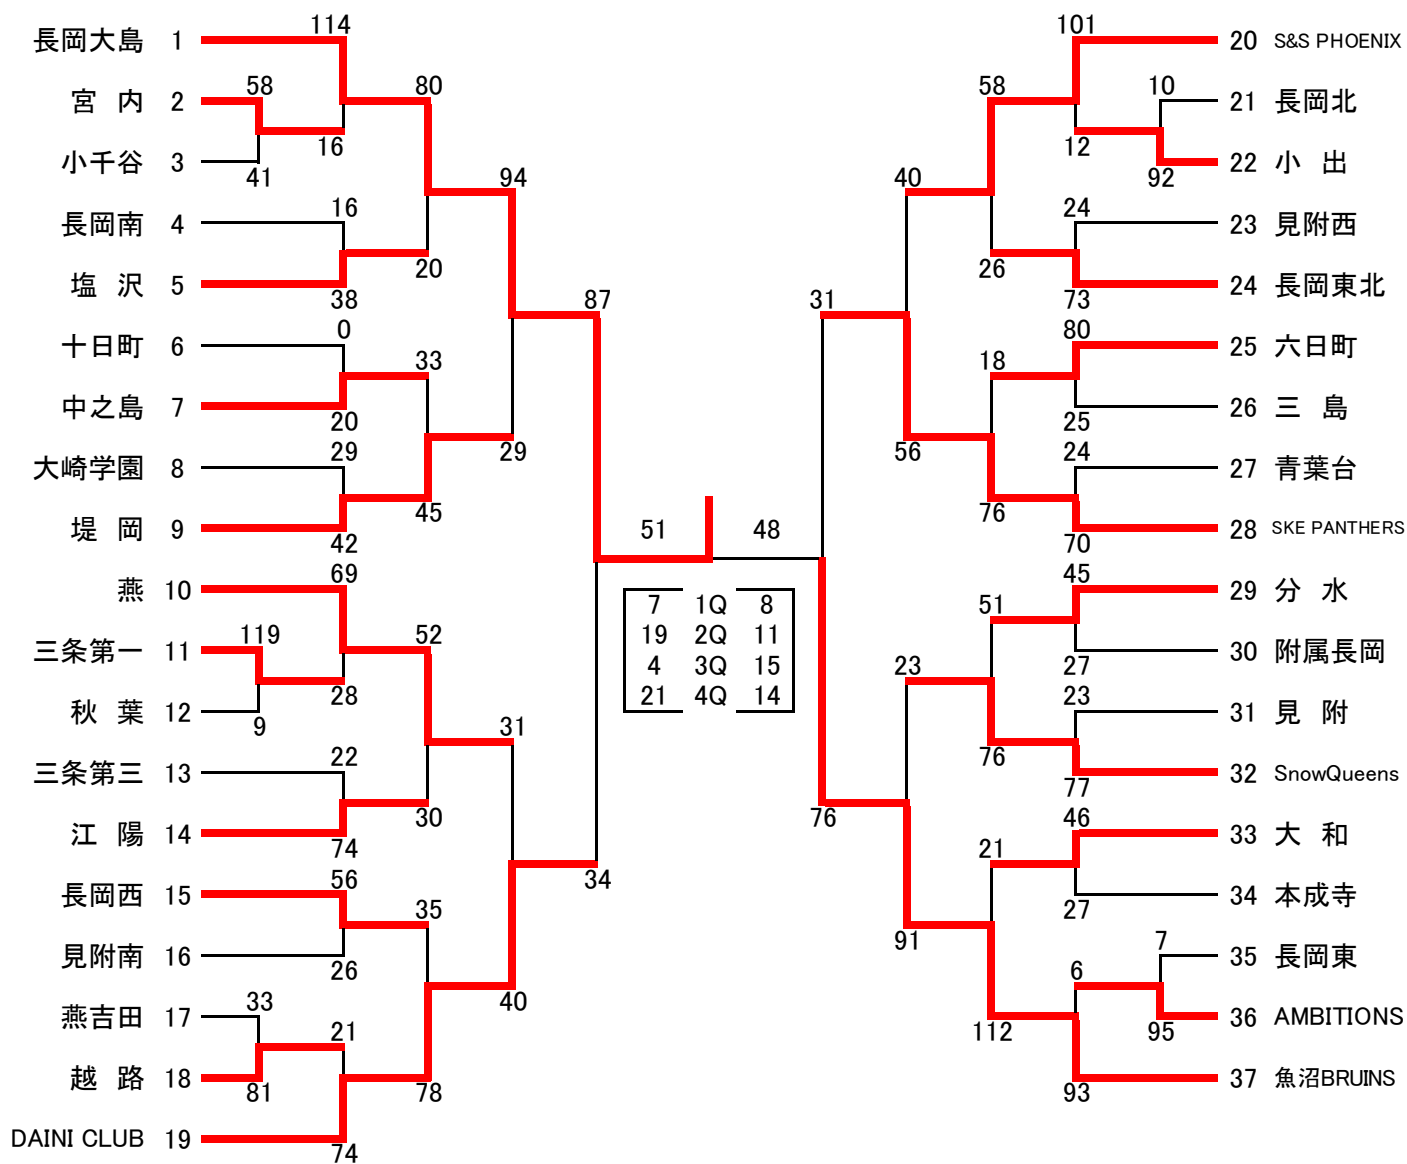 114
長岡大島 1
58
80
宮 内 2
16
小千谷 3
41
94
16
長岡南 4
20
塩 沢 5
38
87
0
十日町 6
33
中之島 7
20
29
29
大崎学園 8
45
堤 岡 9
42
69
燕 10
119
52
三条第一 11
28
秋 葉 12
9
31
22
三条第三 13
30
江 陽 14
74
34
56
長岡西 15
35
見附南 16
26
40
33
燕吉田 17
21
越 路 18
81
78
DAINI CLUB 19
74
51 48
7 1Q 8
19 2Q 11
4 3Q 15
21 4Q 14
101
20 S&S PHOENIX
58
10
21 長岡北
12
22 小 出
92
40
24
23 見附西
26
24 長岡東北
73
31
80
25 六日町
18
26 三 島
25
56
24
27 青葉台
76
28 SKE PANTHERS
70
45
29 分 水
51
30 附属長岡
27
23
23
31 見 附
76
32 SnowQueens
77
76
46
33 大 和
21
34 本成寺
27
91
7
35 長岡東
6
36 AMBITIONS
95
112
37 魚沼BRUINS
93